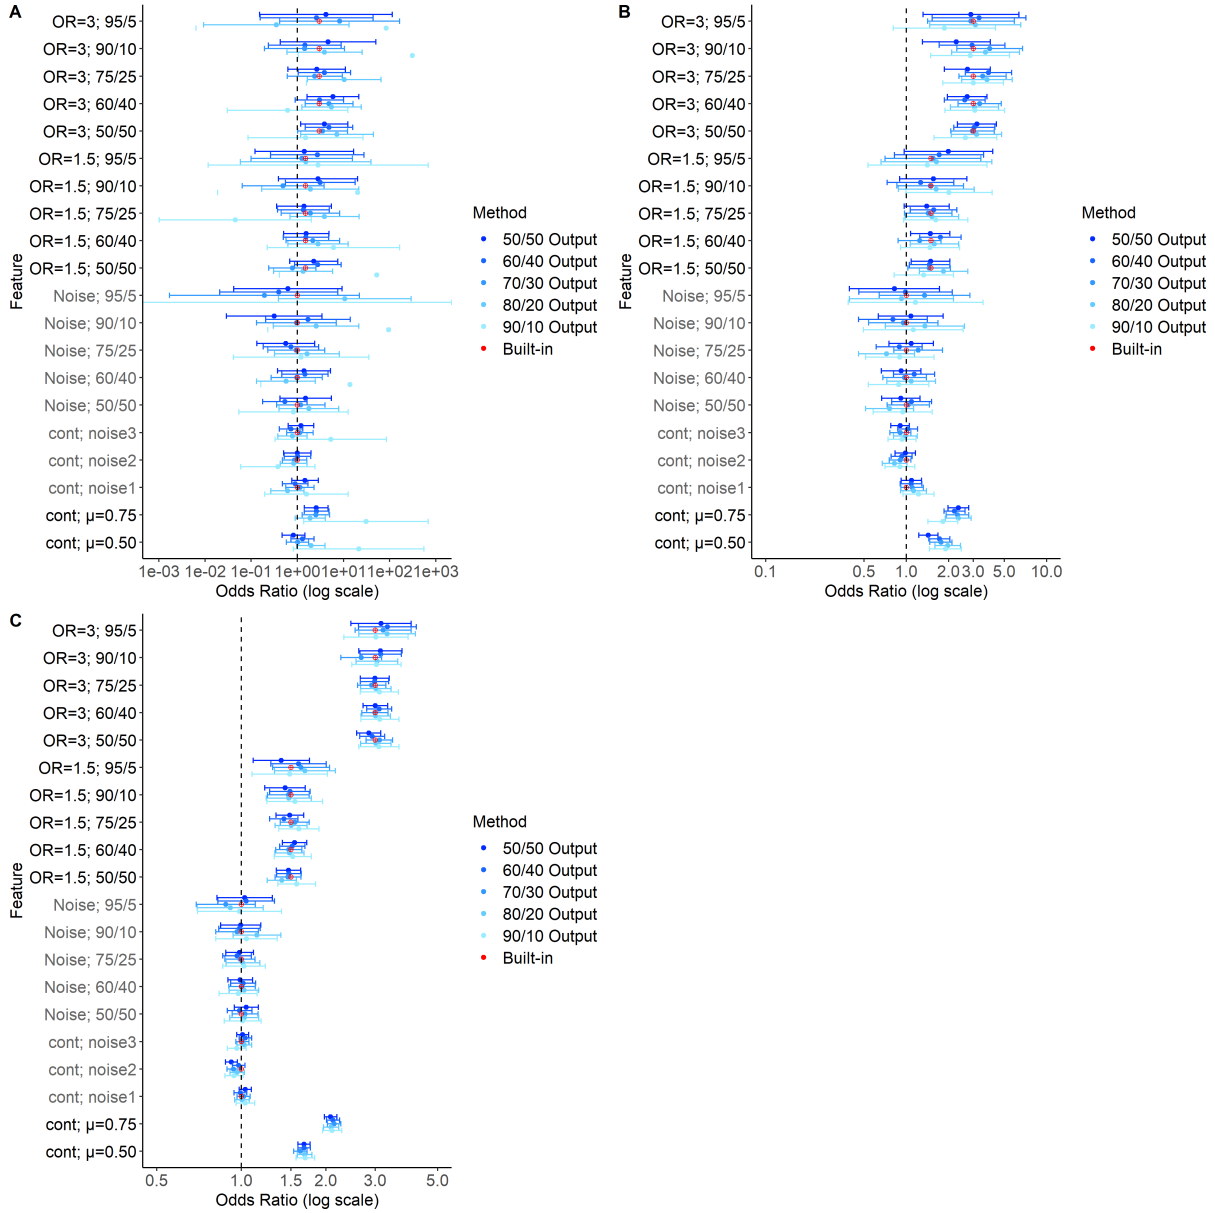 A
OR=3; 95/5
OR=3; 90/10
OR=3; 75/25
OR=3; 60/40
OR=3; 50/50
OR=1.5; 95/5
OR=1.5; 90/10
OR=1.5; 75/25
OR=1.5; 60/40
OR=1.5; 50/50
Noise; 95/5
Noise; 90/10
Noise; 75/25
Noise; 60/40
Noise; 50/50
cont; noise3
cont; noise2
cont; noise1
cont; µ=0.75
cont; µ=0.50
Feature
1e-03 1e-02 1e-01 1e+00 1e+01 1e+02 1e+03
Odds Ratio (log scale)
Method
50/50 Output
60/40 Output
70/30 Output
80/20 Output
90/10 Output
Built-in
B
OR=3; 95/5
OR=3; 90/10
OR=3; 75/25
OR=3; 60/40
OR=3; 50/50
OR=1.5; 95/5
OR=1.5; 90/10
OR=1.5; 75/25
OR=1.5; 60/40
OR=1.5; 50/50
Noise; 95/5
Noise; 90/10
Noise; 75/25
Noise; 60/40
Noise; 50/50
cont; noise3
cont; noise2
cont; noise1
cont; µ=0.75
cont; µ=0.50
Feature
0.1 0.5 1.0 2.0 3.0 5.0 10.0
Odds Ratio (log scale)
Method
50/50 Output
60/40 Output
70/30 Output
80/20 Output
90/10 Output
Built-in
C
OR=3; 95/5
OR=3; 90/10
OR=3; 75/25
OR=3; 60/40
OR=3; 50/50
OR=1.5; 95/5
OR=1.5; 90/10
OR=1.5; 75/25
OR=1.5; 60/40
OR=1.5; 50/50
Noise; 95/5
Noise; 90/10
Noise; 75/25
Noise; 60/40
Noise; 50/50
cont; noise3
cont; noise2
cont; noise1
cont; µ=0.75
cont; µ=0.50
Feature
0.5 1.0 1.5 2.0 3.0 5.0
Odds Ratio (log scale)
Method
50/50 Output
60/40 Output
70/30 Output
80/20 Output
90/10 Output
Built-in